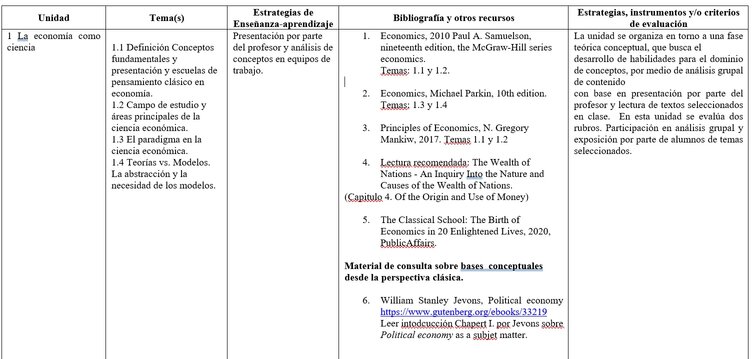 Unidad
Tema(s)
Estrategias de
Enseñanza-aprendizaje
Bibliografía y otros recursos
Estrategias, instrumentos y/o criterios
de evaluación
1 La economía como
ciencia
1.1 Definición Conceptos
fundamentales y
presentación y escuelas de
pensamiento clásico en
economía.
1.2 Campo de estudio y
áreas principales de la
ciencia económica.
1.3 El paradigma en la
ciencia económica.
1.4 Teorías vs. Modelos.
La abstracción y la
necesidad de los modelos.
Presentación por parte
del profesor y análisis de
conceptos en equipos de
trabajo.
1. Economics, 2010 Paul A. Samuelson,
nineteenth edition, the McGraw-Hill series
economics.
Temas: 1.1 y 1.2.
2. Economics, Michael Parkin, 10th edition.
Temas; 1.3 y 1.4
3. Principles of Economics, N. Gregory
Mankiw, 2017. Temas 1.1 y 1.2
4. Lectura recomendada: The Wealth of
Nations - An Inquiry Into the Nature and
Causes of the Wealth of Nations.
(Capitulo 4. Of the Origin and Use of Money)
5. The Classical School: The Birth of
Economics in 20 Enlightened Lives, 2020,
PublicAffairs.
Material de consulta sobre bases conceptuales
desde la perspectiva clásica.
6. William Stanley Jevons, Political economy
https://www.gutenberg.org/ebooks/33219
Leer intodcucción Chapert I. por Jevons sobre
Political economy as a subjet matter.
La unidad se organiza en torno a una fase
teórica conceptual, que busca el
desarrollo de habilidades para el dominio
de conceptos, por medio de análisis grupal
de contenido
con base en presentación por parte del
profesor y lectura de textos seleccionados
en clase. En esta unidad se evalúa dos
rubros. Participación en análisis grupal y
exposición por parte de alumnos de temas
seleccionados.